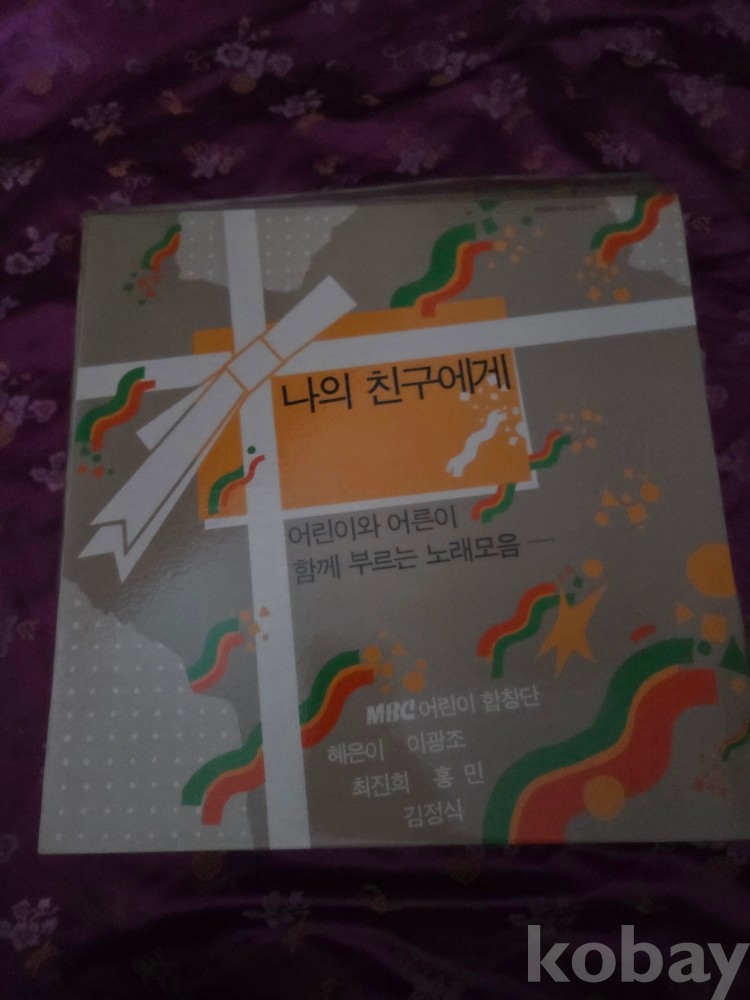 나의 친구에게
어린이와 어른이
함께 부르는 노래모음 —
MBC 어린이 합창단
혜은이 이광조
최진희 홍 민
김정식
kobay